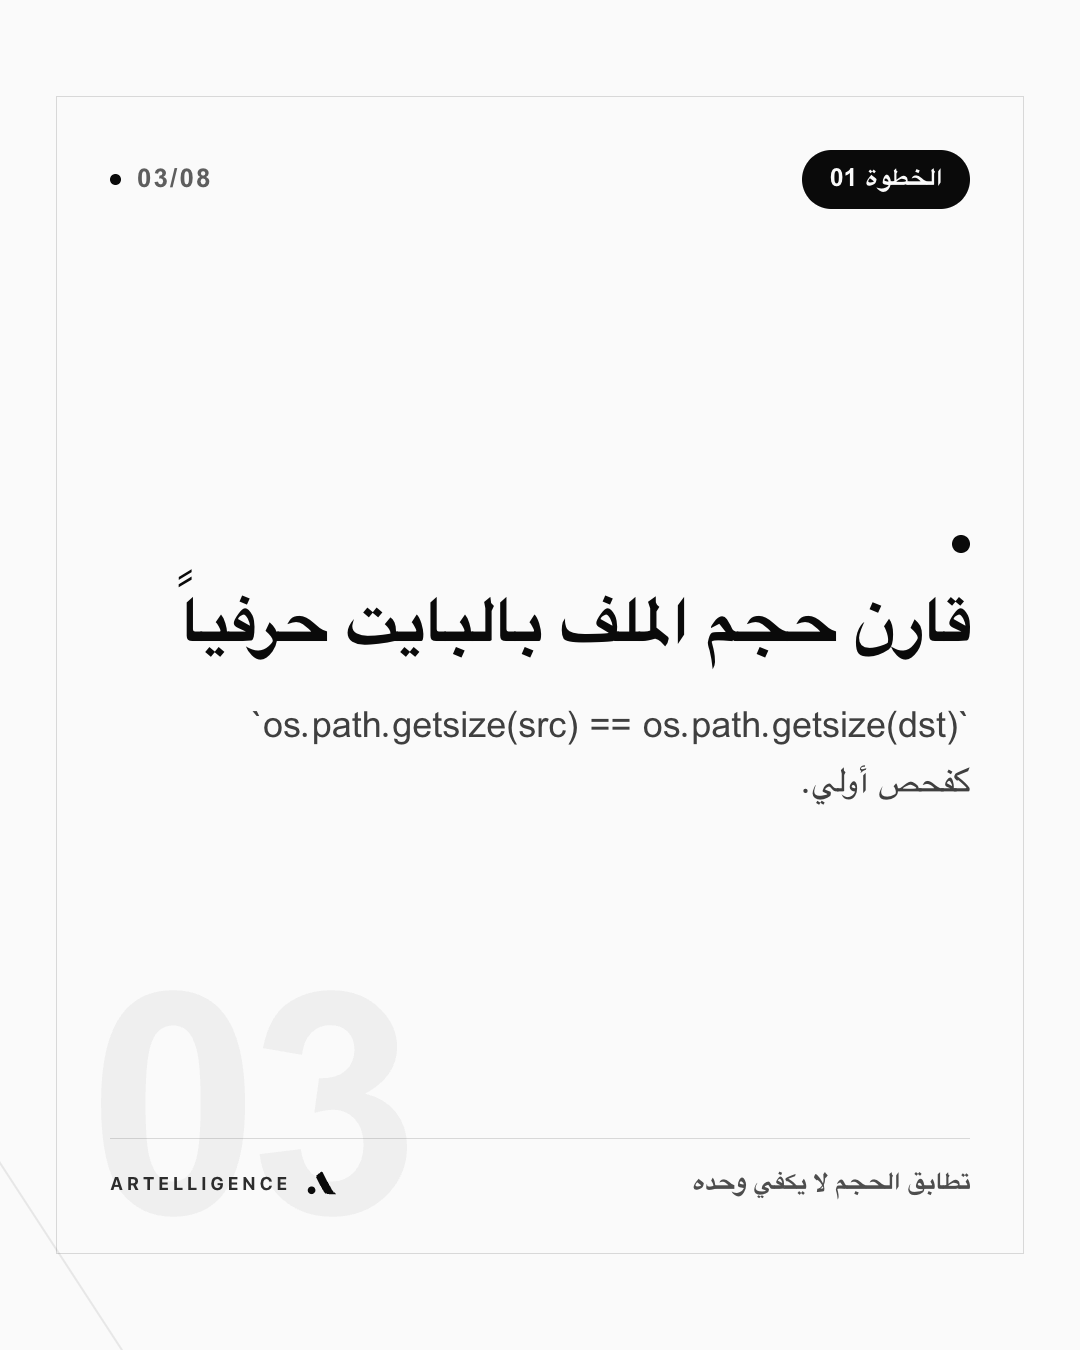 الخطوة 01
03/08
قارن حجم الملف بالبايت حرفياً
`os.path.getsize(src) == os.path.getsize(dst)`
كفحص أولي.
03
تطابق الحجم لا يكفي وحده
ARTELLIGENCE